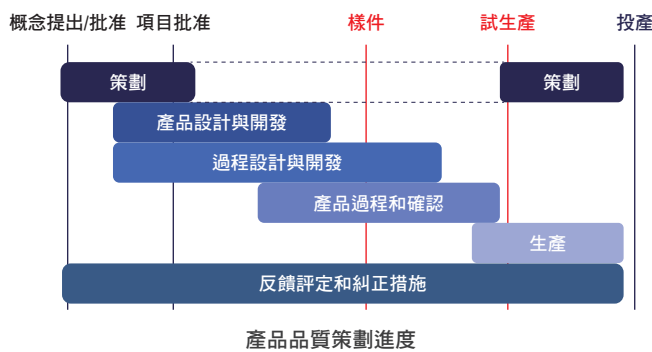 概念提出/批准 項目批准 樣件 試生產 投產
策劃 策劃
產品設計與開發
過程設計與開發
產品過程和確認
生產
反饋評定和糾正措施
產品品質策劃進度